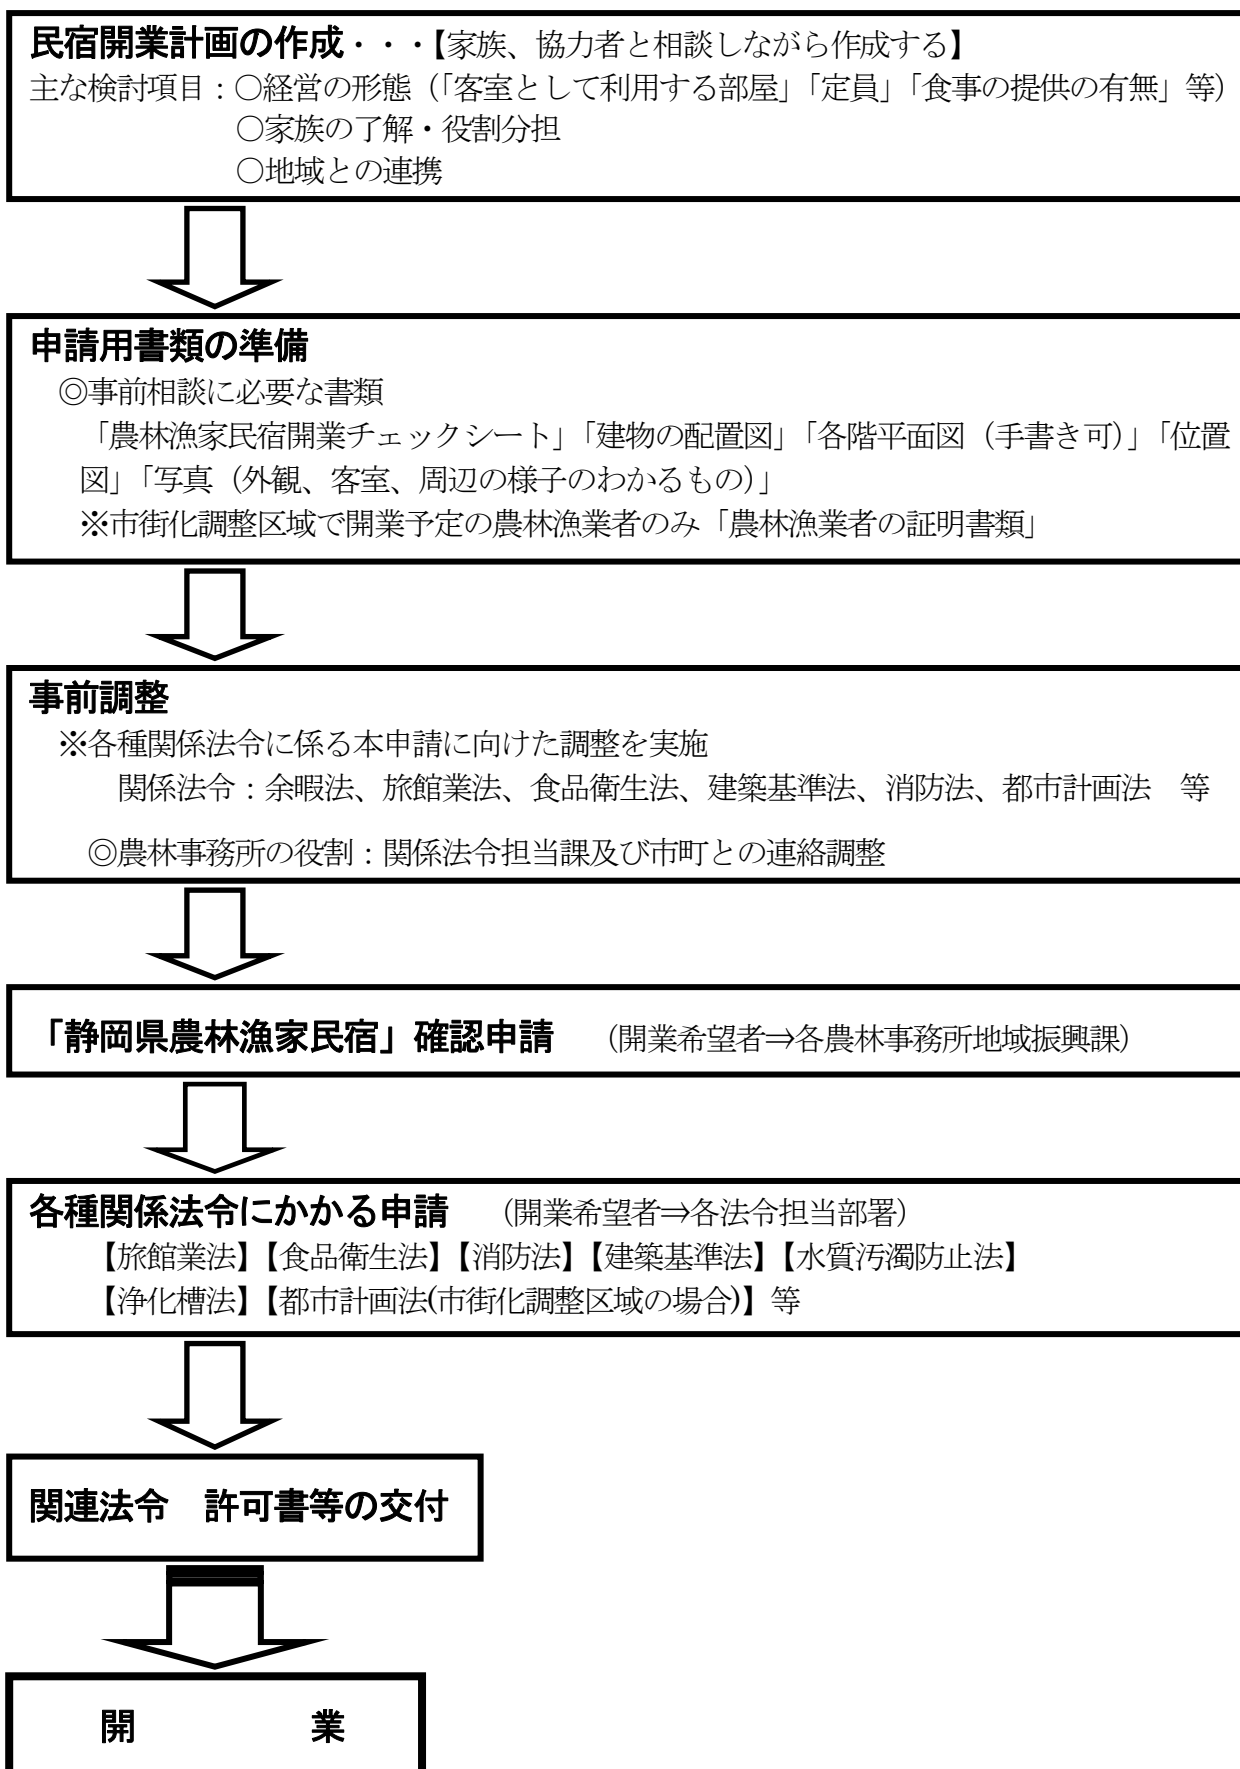 民宿開業計画の作成・・・【家族、協力者と相談しながら作成する】
主な検討項目：○経営の形態（「客室として利用する部屋」「定員」「食事の提供の有無」等）
○家族の了解・役割分担
○地域との連携
申請用書類の準備
◎事前相談に必要な書類
「農林漁家民宿開業チェックシート」「建物の配置図」「各階平面図（手書き可）」「位置
図」「写真（外観、客室、周辺の様子のわかるもの）」
※市街化調整区域で開業予定の農林漁業者のみ「農林漁業者の証明書類」
事前調整
※各種関係法令に係る本申請に向けた調整を実施
関係法令：余暇法、旅館業法、食品衛生法、建築基準法、消防法、都市計画法　等
◎農林事務所の役割：関係法令担当課及び市町との連絡調整
「静岡県農林漁家民宿」確認申請　（開業希望者⇒各農林事務所地域振興課）
各種関係法令にかかる申請　（開業希望者⇒各法令担当部署）
【旅館業法】【食品衛生法】【消防法】【建築基準法】【水質汚濁防止法】
【浄化槽法】【都市計画法(市街化調整区域の場合)】等
関連法令　許可書等の交付
開　　　業